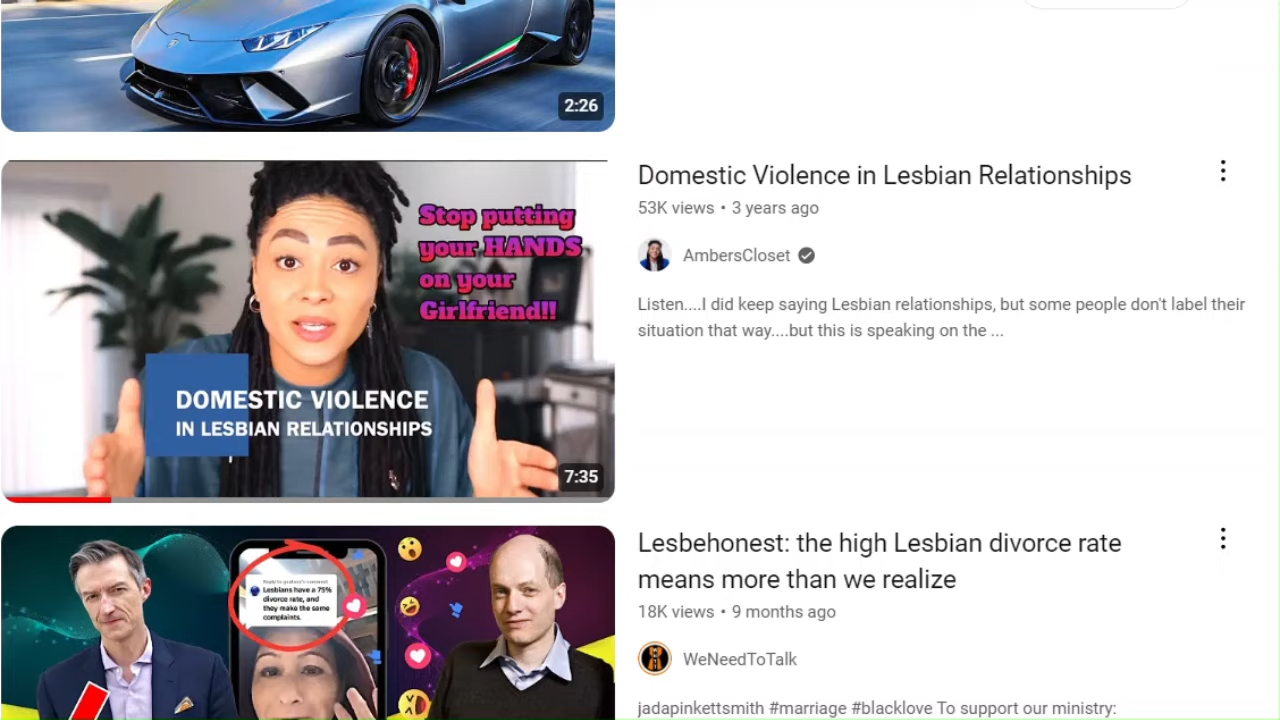 2:26
Domestic Violence in Lesbian Relationships
53K views • 3 years ago
AmbersCloset
Listen....I did keep saying Lesbian relationships, but some people don't label their
situation that way....but this is speaking on the ...
Stop putting
your HANDS
on your
Girlfriend!!
DOMESTIC VIOLENCE
IN LESBIAN RELATIONSHIPS
7:35
Lesbehonest: the high Lesbian divorce rate
means more than we realize
18K views • 9 months ago
WeNeedToTalk
jadapinkettsmith #marriage #blacklove To support our ministry:
Lesbians have a 75%
divorce rate, and
they make the same
complaints.